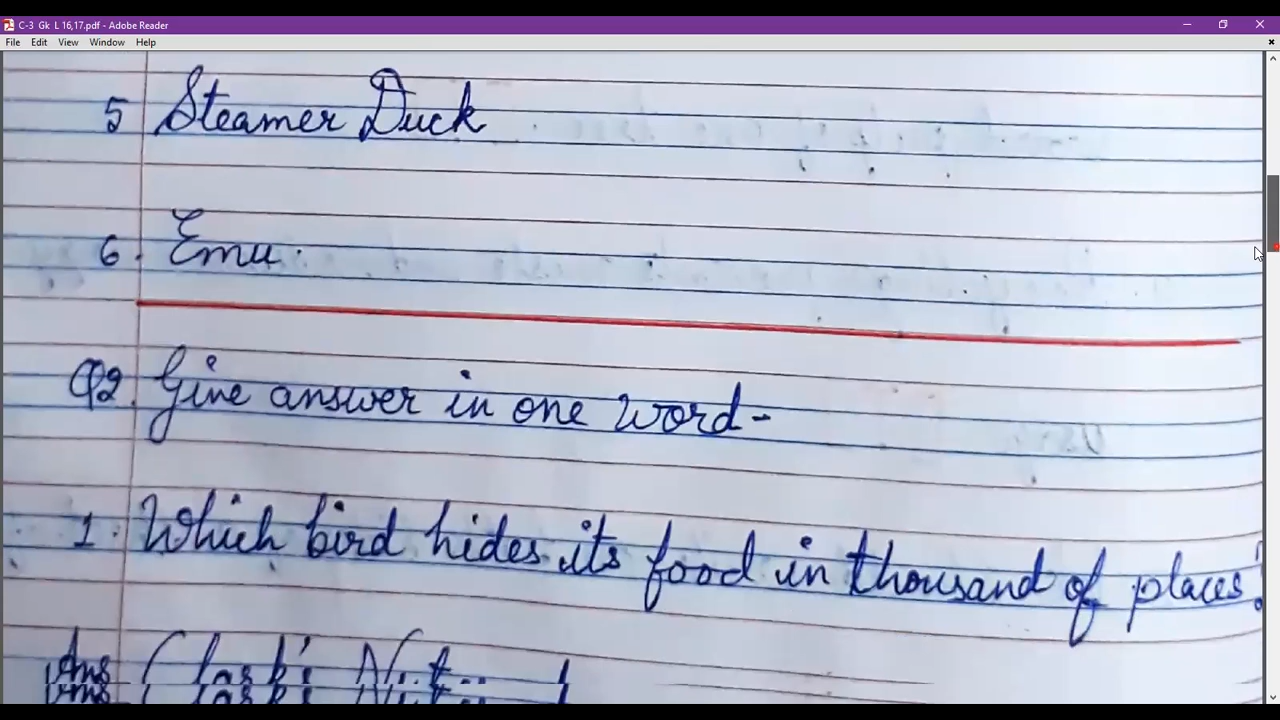 C-3 Gk L 16,17.pdf - Adobe Reader
File Edit View Window Help
5 Steamer Duck
6. Emu.
Q2. Give answer in one word-
1. Which bird hides its food in thousand of places?
Ans